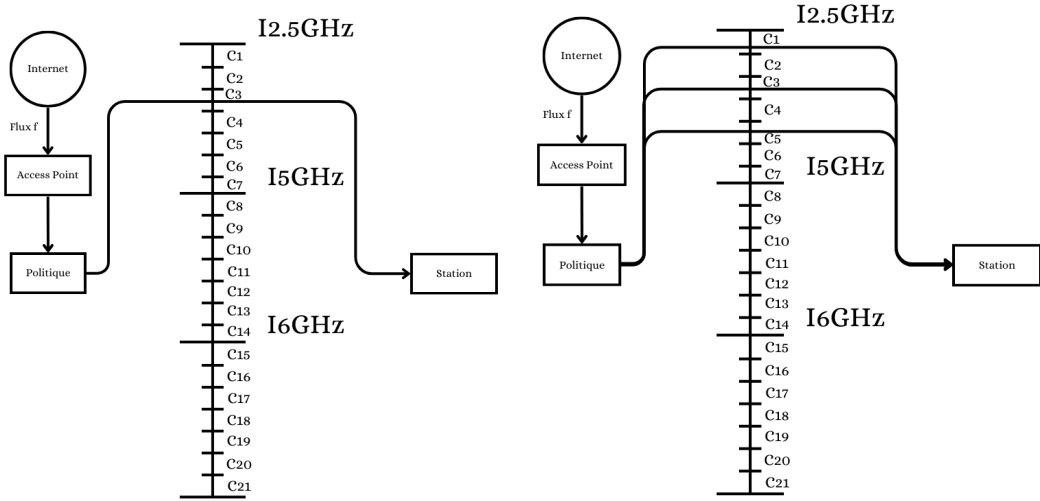 I2.5GHz
Internet
C1
C2
C3
Flux f
C4
C5
Access Point
C6
C7
I5GHz
C8
C9
C10
Politique
C11
Station
C12
C13
C14
I6GHz
C15
C16
C17
C18
C19
C20
C21
I2.5GHz
Internet
C1
C2
C3
Flux f
C4
C5
Access Point
C6
C7
I5GHz
C8
C9
C10
Politique
C11
Station
C12
C13
C14
I6GHz
C15
C16
C17
C18
C19
C20
C21